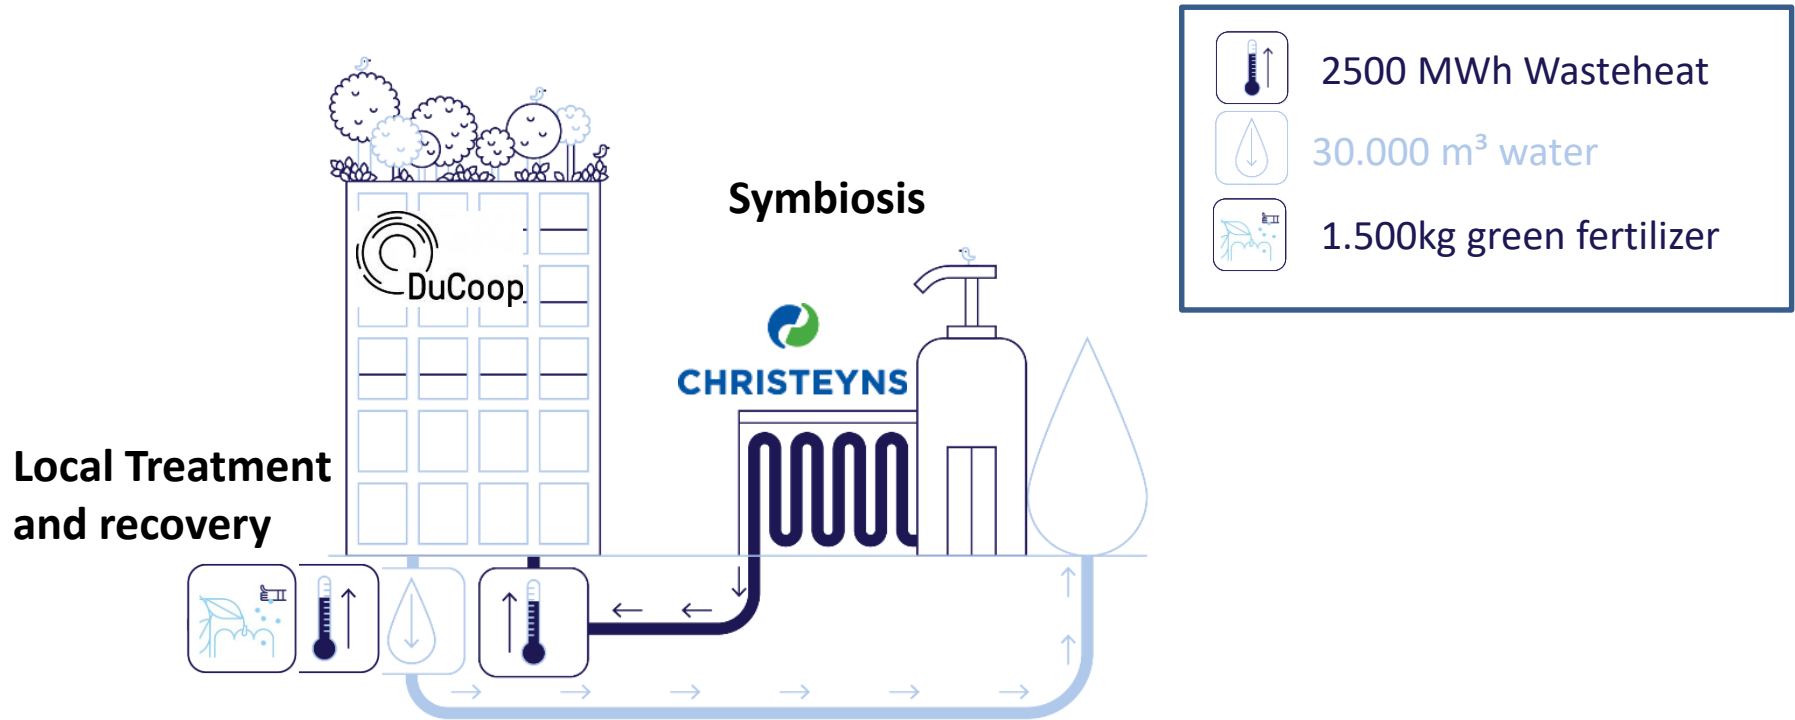 2500 MWh Wasteheat
30.000 m³ water
1.500kg green fertilizer
Symbiosis
DuCoop
CHRISTEYNS
Local Treatment
and recovery